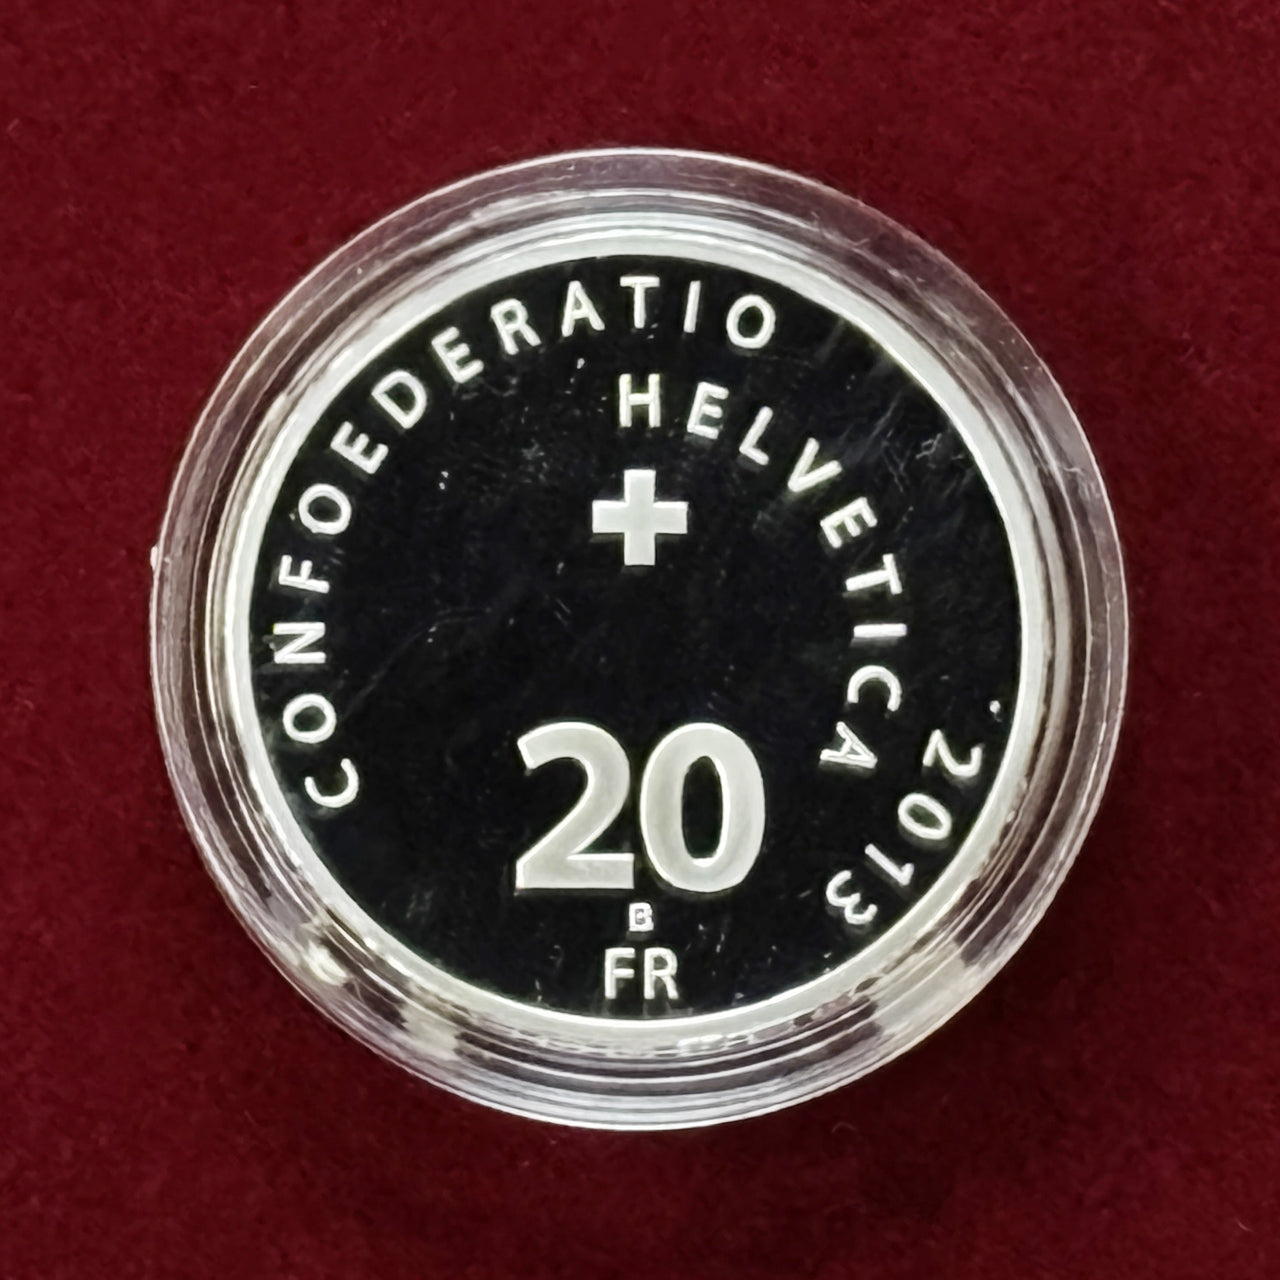 CONFOEDERATIO
HELVETICA
2013
20
B
FR